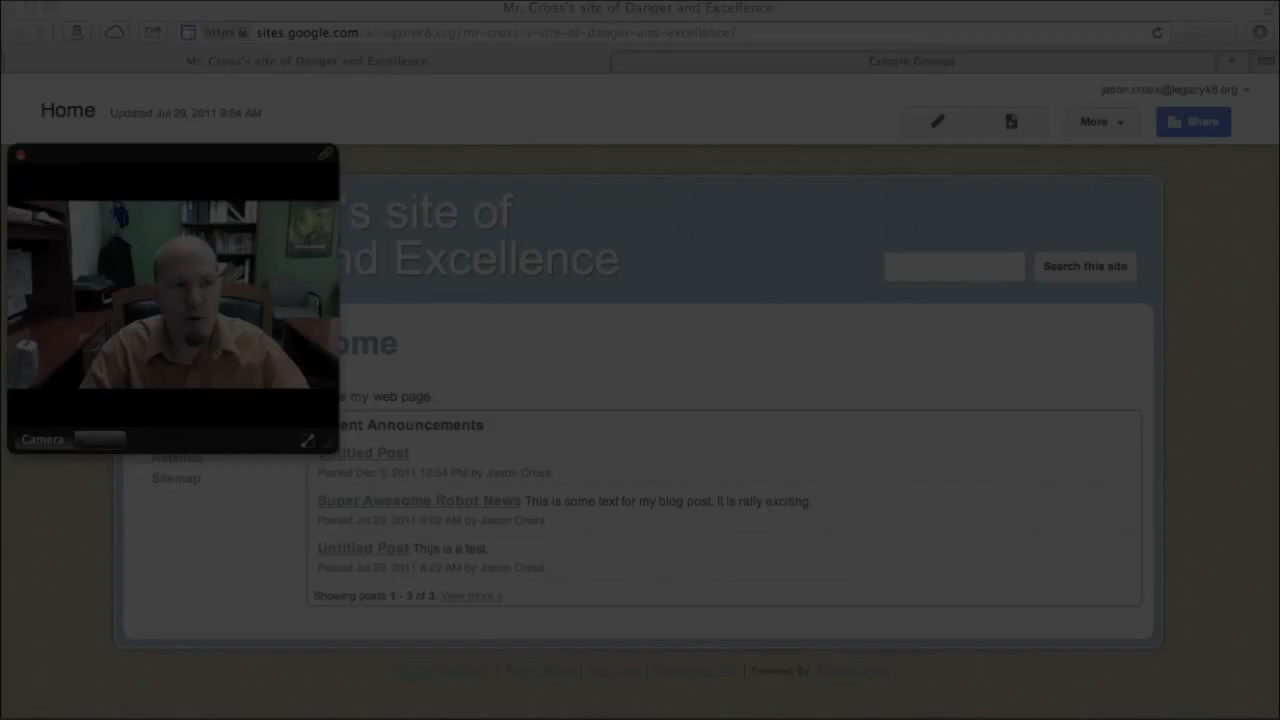 Mr. Cross's site of Danger and Excellence
https sites.google.com/a/legacyk8.org/mr-cross-s-site-of-danger-and-excellence/
Mr. Cross's site of Danger and Excellence
Google Groups
jason.cross@legacyk8.org
Home Updated Jul 29, 2011 9:04 AM
More
Share
's site of
nd Excellence
Search this site
ome
s my web page.
ent Announcements
Untitled Post
Posted Dec 3, 2011 12:54 PM by Jason Cross
Super Awesome Robot News This is some text for my blog post. It is rally exciting.
Posted Jul 29, 2011 by Jason Cross
Untitled Post This is a test.
Posted Jul 29, 2011 8:22 AM by Jason Cross
Showing posts 1 - 3 of 3. View more »
Camera
Robotics
Sitemap
Powered By